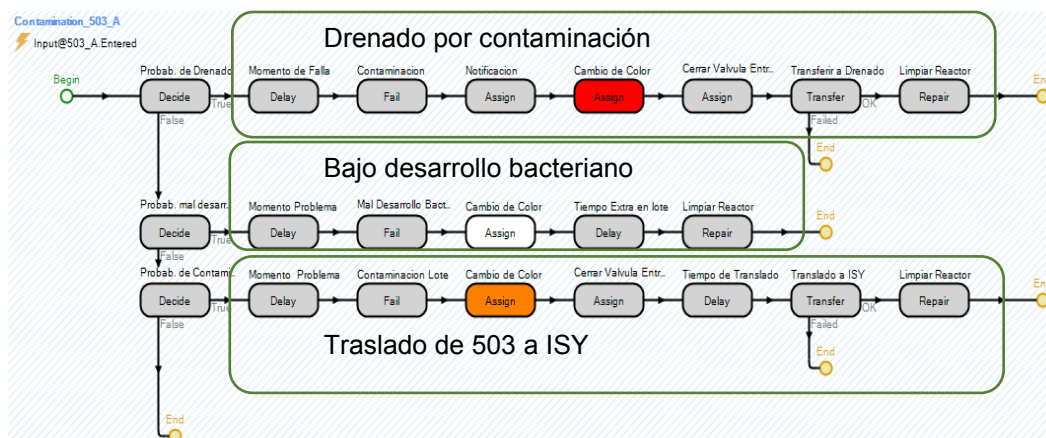 Contamination_503_A
Input@503_A.Entered
Drenado por contaminación
Begin
Probab. de Drenado
Momento de Falla
Contaminacion
Notificacion
Cambio de Color
Cerrar Valvula Entr...
Transferir a Drenado
Limpiar Reactor
En
Decide
True
Delay
Fail
Assign
Assign
Assign
Transfer
OK
Repair
False
Failed
End
Bajo desarrollo bacteriano
Probab. mal desarr...
Momento Problema
Mal Desarrollo Bact...
Cambio de Color
Tiempo Extra en lote
Limpiar Reactor
End
Decide
True
Delay
Fail
Assign
Delay
Repair
False
Probab. de Contami...
Momento Problema
Contaminacion Lote
Cambio de Color
Cerrar Valvula Entr...
Tiempo de Translado
Translado a ISY
Limpiar Reactor
En
Decide
True
Delay
Fail
Assign
Assign
Delay
Transfer
OK
Repair
False
Failed
Traslado de 503 a ISY
End
End